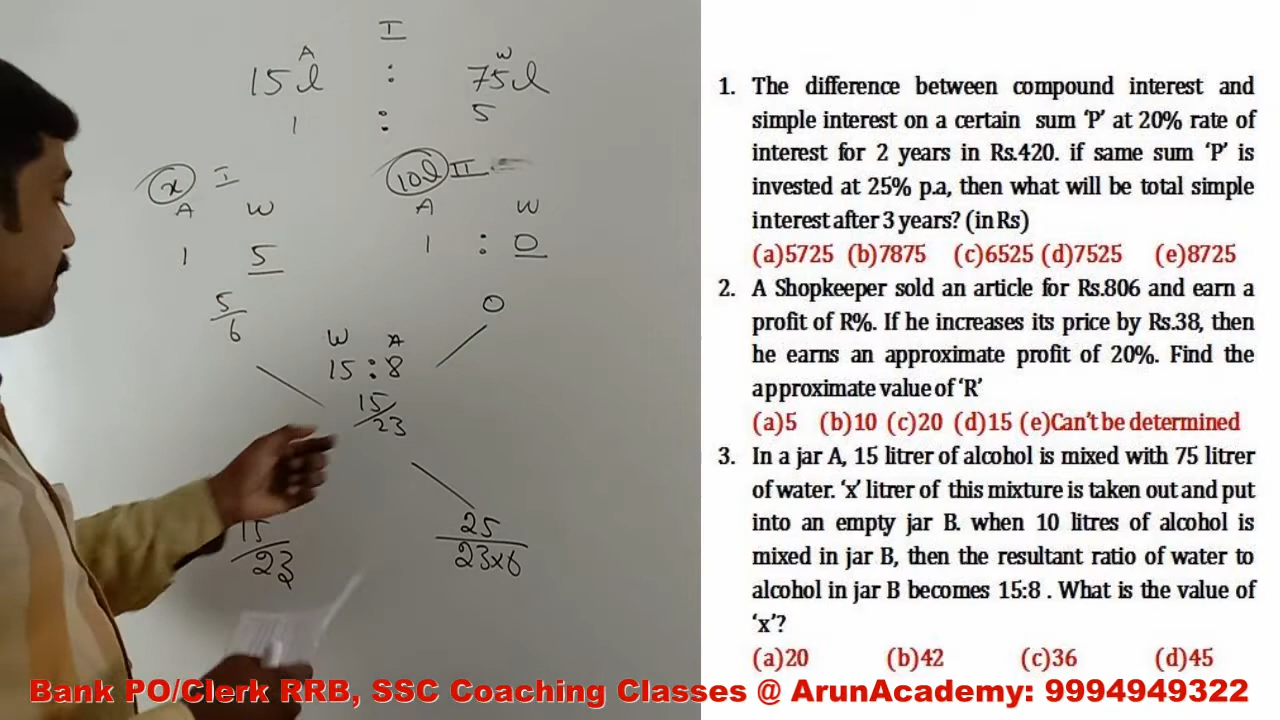 I
A W
15l : 75l
1 : 5
x I 10l II
A W A W
1 5 1 : 0
5/6 0
W A
15 : 8
15/23
15/23 25/23x6
1. The difference between compound interest and
simple interest on a certain sum ‘P’ at 20% rate of
interest for 2 years in Rs.420. if same sum ‘P’ is
invested at 25% p.a, then what will be total simple
interest after 3 years? (in Rs)
(a)5725 (b)7875 (c)6525 (d)7525 (e)8725
2. A Shopkeeper sold an article for Rs.806 and earn a
profit of R%. If he increases its price by Rs.38, then
he earns an approximate profit of 20%. Find the
approximate value of ‘R’
(a)5 (b)10 (c)20 (d)15 (e)Can’t be determined
3. In a jar A, 15 litrer of alcohol is mixed with 75 litrer
of water. ‘x’ litrer of this mixture is taken out and put
into an empty jar B. when 10 litres of alcohol is
mixed in jar B, then the resultant ratio of water to
alcohol in jar B becomes 15:8 . What is the value of
‘x’?
(a)20 (b)42 (c)36 (d)45
Bank PO/Clerk RRB, SSC Coaching Classes @ ArunAcademy: 9994949322